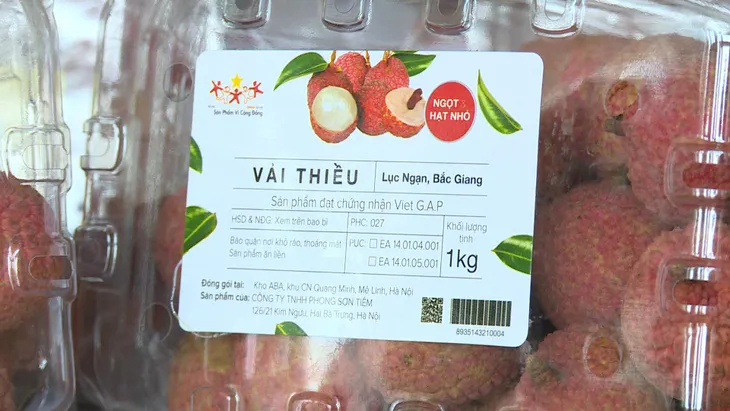 Sản Phẩm Vì Cộng Đồng
NGỌT
HẠT NHỎ
VẢI THIỀU
Lục Ngạn, Bắc Giang
Sản phẩm đạt chứng nhận Viet G.A.P
HSD & NĐG: Xem trên bao bì
PHC: 027
Khối lượng
tịnh
1kg
Bảo quản nơi khô ráo, thoáng mát
Sản phẩm ăn liền
PUC: EA 14.01.04.001
EA 14.01.05.001
Đóng gói tại: Kho ABA, khu CN Quang Minh, Mê Linh, Hà Nội
Sản phẩm của: CÔNG TY TNHH PHONG SƠN TIÊM
126/21 Kim Ngưu, Hai Bà Trưng, Hà Nội
8935143210004